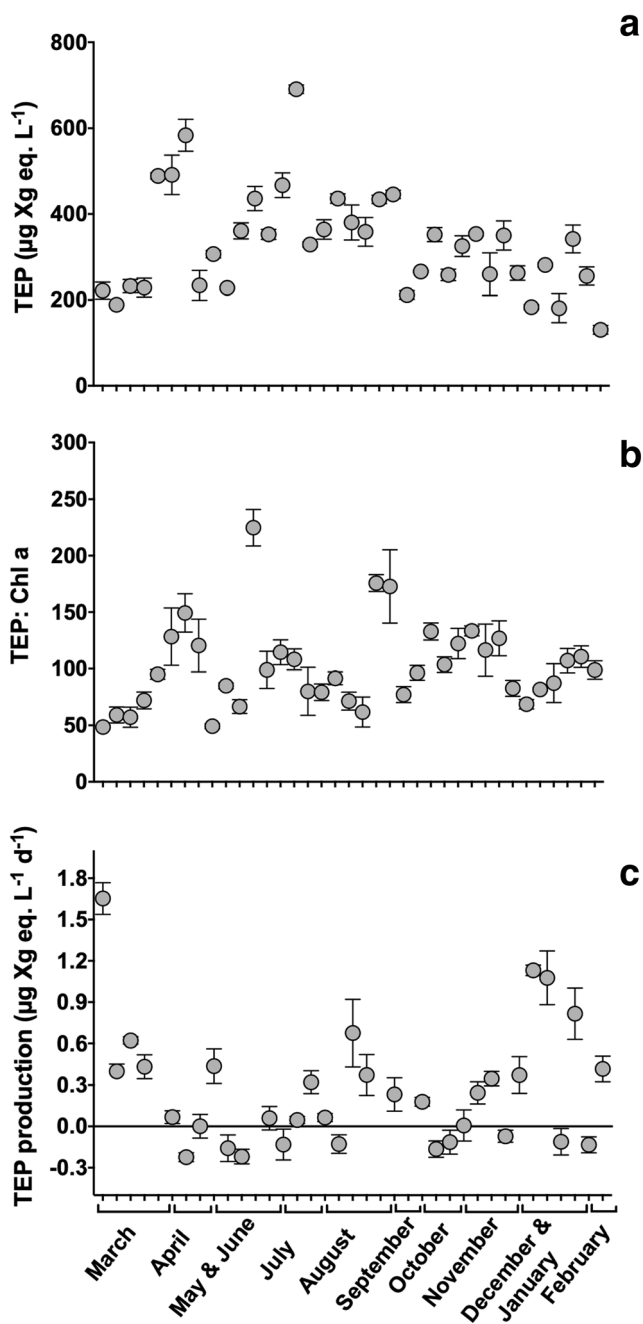 a
800
600
400
200
0
TEP (µg Xg eq. L-1)
b
300
250
200
150
100
50
0
TEP: Chl a
c
1.8
1.5
1.2
0.9
0.6
0.3
0.0
-0.3
TEP production (µg Xg eq. L-1 d-1)
March
April
May & June
July
August
September
October
November
December &
January
February